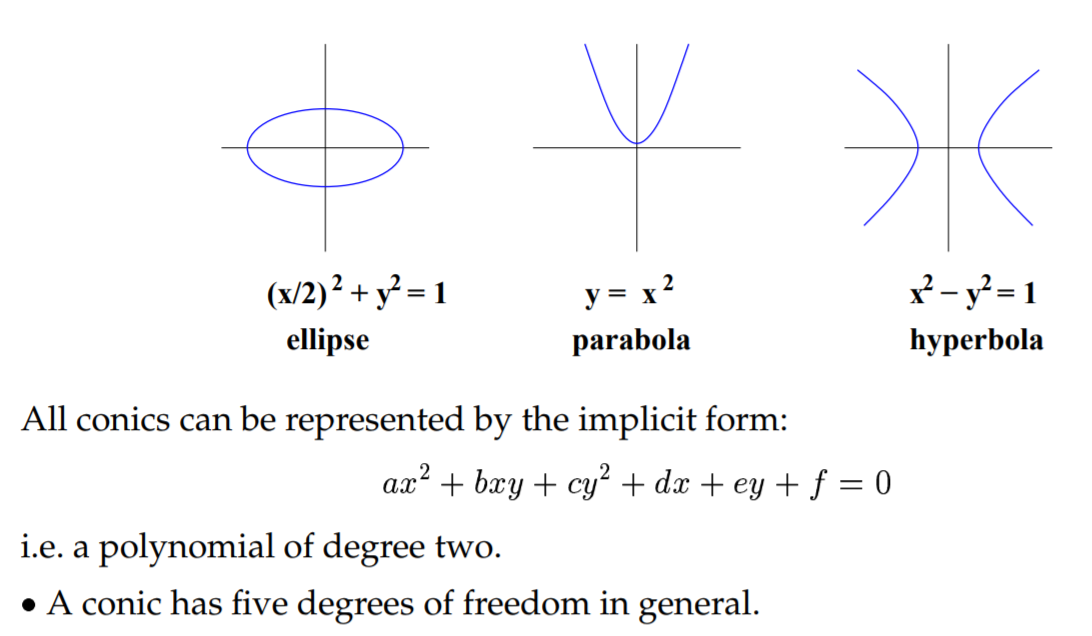 (x/2)² + y² = 1
y = x²
x² – y² = 1
ellipse
parabola
hyperbola
All conics can be represented by the implicit form:
ax² + bxy + cy² + dx + ey + f = 0
i.e. a polynomial of degree two.
• A conic has five degrees of freedom in general.